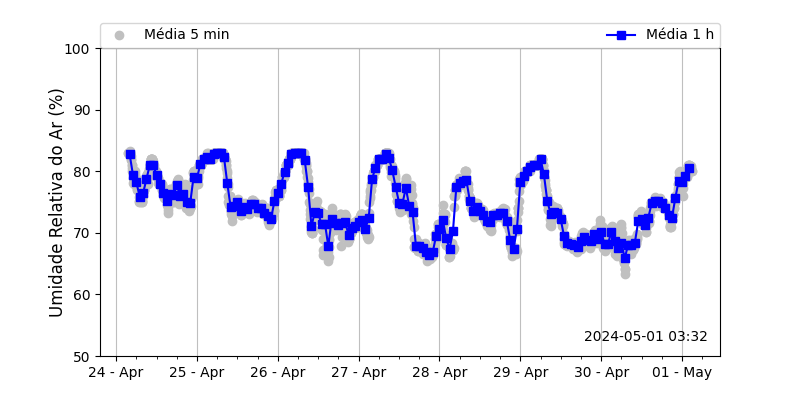 Média 5 min
Média 1 h
100
90
80
70
60
50
Umidade Relativa do Ar (%)
2024-05-01 03:32
24 - Apr
25 - Apr
26 - Apr
27 - Apr
28 - Apr
29 - Apr
30 - Apr
01 - May